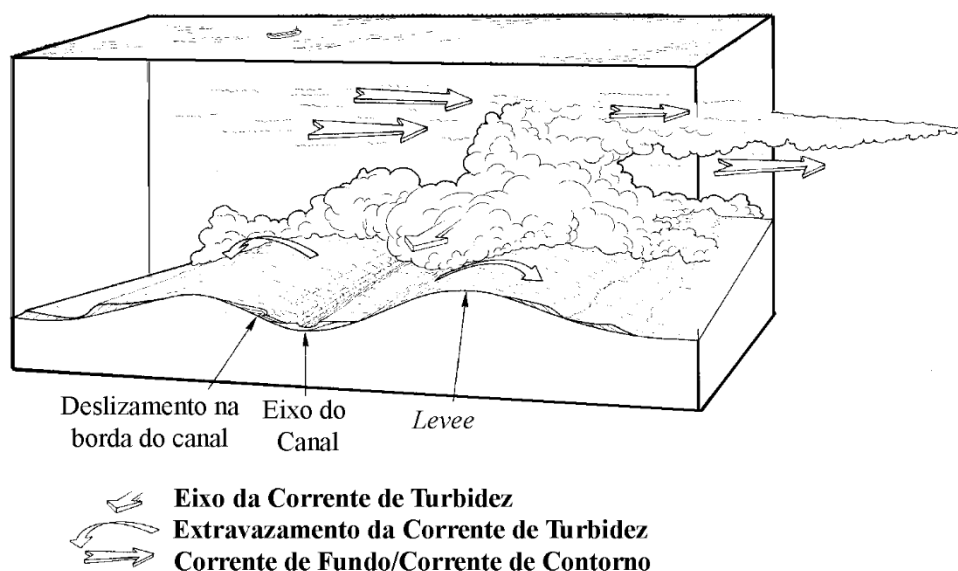 Deslizamento na
borda do canal
Eixo do
Canal
Levee
Eixo da Corrente de Turbidez
Extravazamento da Corrente de Turbidez
Corrente de Fundo/Corrente de Contorno